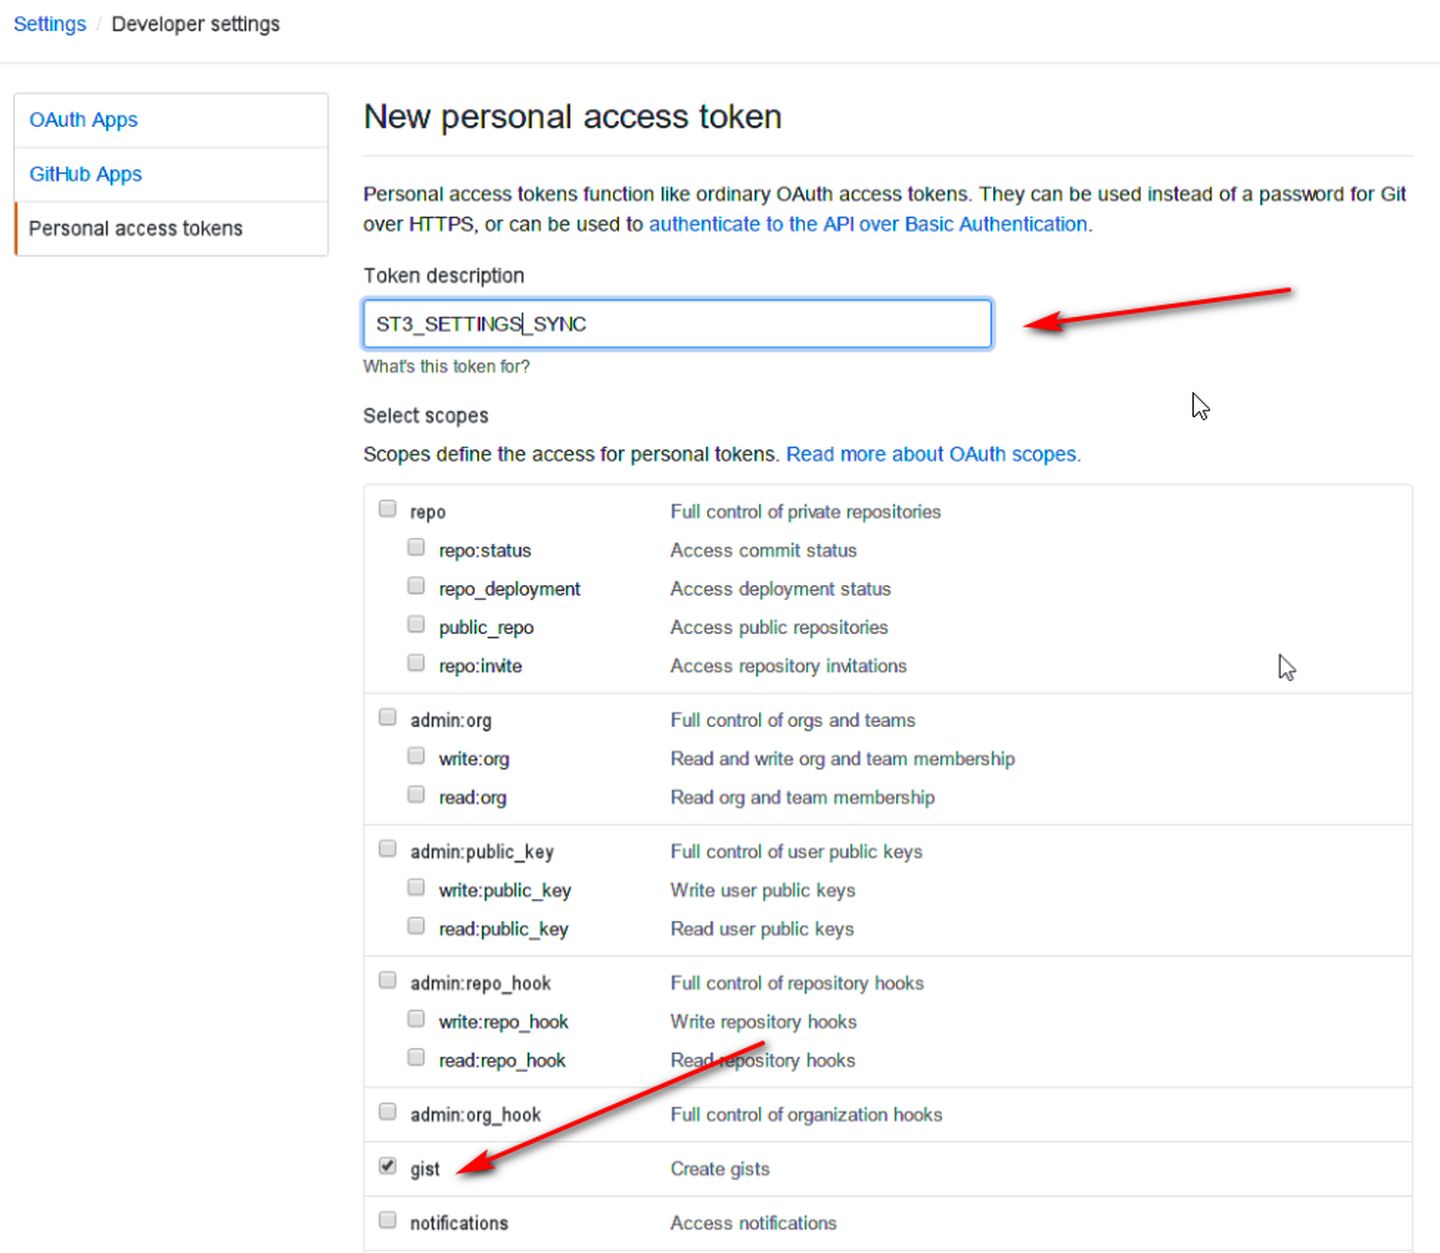 Settings / Developer settings
OAuth Apps
GitHub Apps
Personal access tokens
New personal access token
Personal access tokens function like ordinary OAuth access tokens. They can be used instead of a password for Git
over HTTPS, or can be used to authenticate to the API over Basic Authentication.
Token description
ST3_SETTINGS_SYNC
What's this token for?
Select scopes
Scopes define the access for personal tokens. Read more about OAuth scopes.
repo Full control of private repositories
repo:status Access commit status
repo_deployment Access deployment status
public_repo Access public repositories
repo:invite Access repository invitations
admin:org Full control of orgs and teams
write:org Read and write org and team membership
read:org Read org and team membership
admin:public_key Full control of user public keys
write:public_key Write user public keys
read:public_key Read user public keys
admin:repo_hook Full control of repository hooks
write:repo_hook Write repository hooks
read:repo_hook Read repository hooks
admin:org_hook Full control of organization hooks
gist Create gists
notifications Access notifications